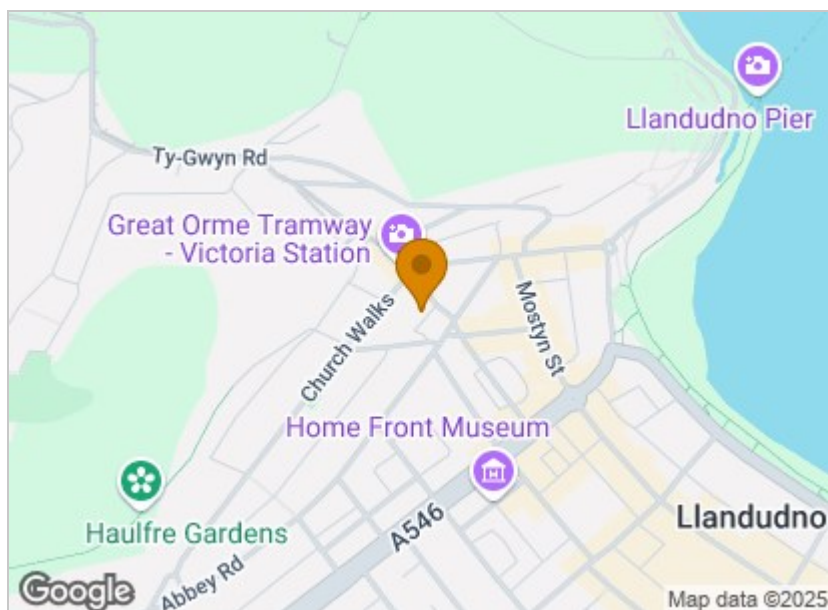 Llandudno Pier
Ty-Gwyn Rd
Great Orme Tramway
- Victoria Station
Church Walks
Mostyn St
Home Front Museum
Haulfre Gardens
A546
Llandudno
Abbey Rd
Google
Map data ©2025